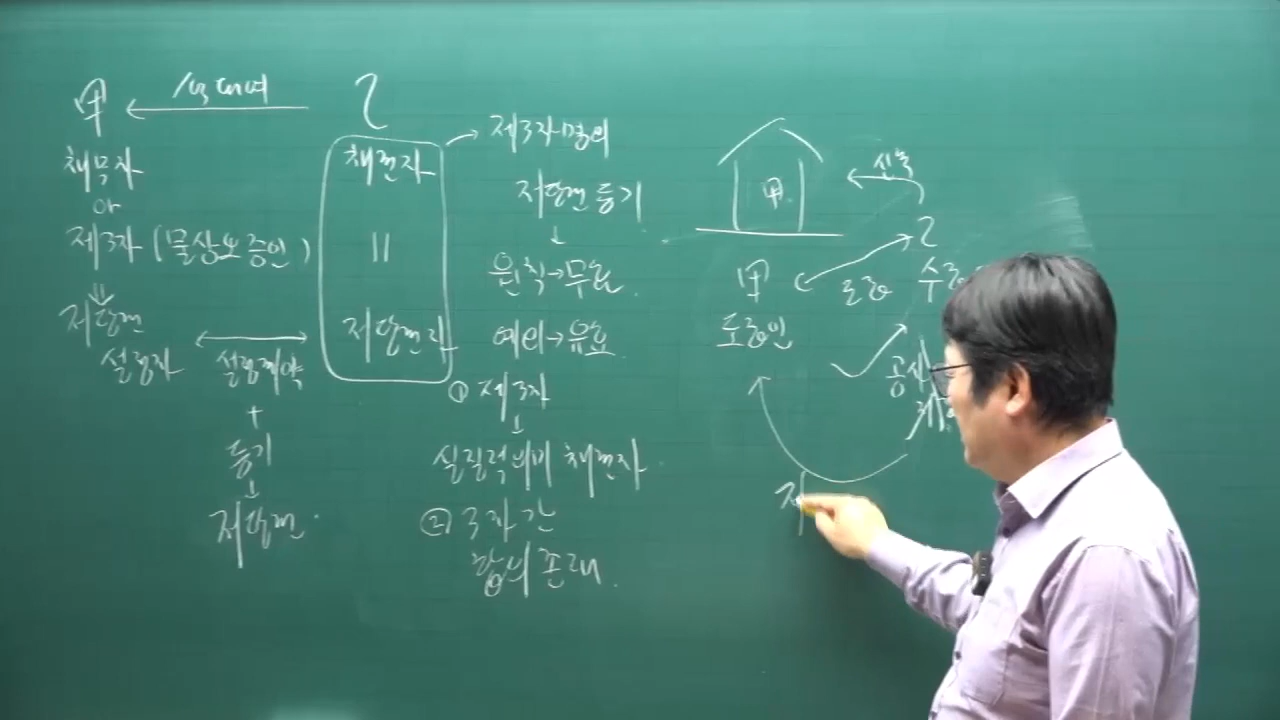 甲 ← 1억 대여 乙
채무자
or
제3자 (물상보증인)
⇓
저당권
설정자 ↔ 설정계약
+
등기
↓
저당권.
채권자
||
저당권자
→ 제3자 명의
저당권 등기
↓
원칙→무효.
예외→유효.
① 제3자
↓
실질적의미 채권자.
② 3자 간
합의 존재.
甲.
신축
甲 ↔ 乙
도급
도급인
공사
저